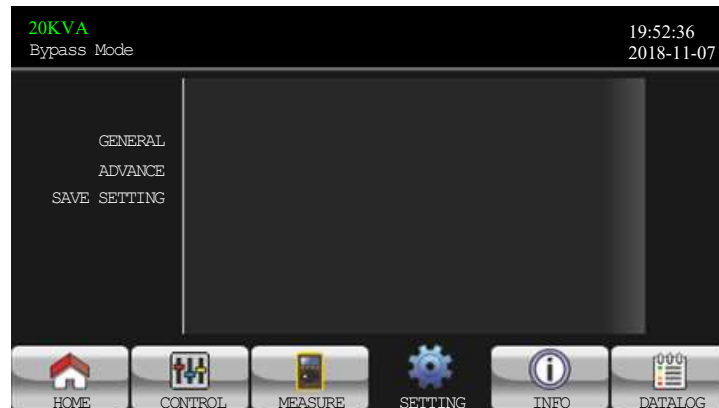 20KVA
Bypass Mode
19:52:36
2018-11-07
GENERAL
ADVANCE
SAVE SETTING
HOME CONTROL MEASURE SETTING INFO DATALOG